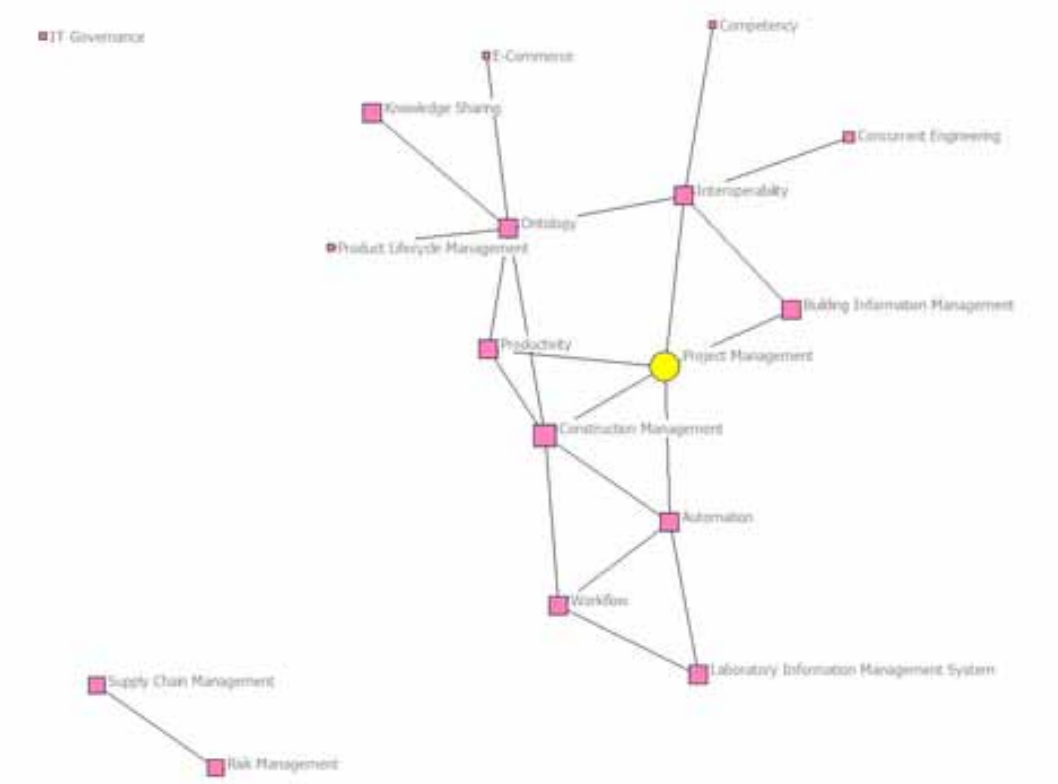 Competency
IT Governance
E-Commerce
Knowledge Sharing
Concurrent Engineering
Interoperability
Ontology
Product Lifecycle Management
Building Information Management
Productivity
Project Management
Construction Management
Automation
Workflow
Laboratory Information Management System
Supply Chain Management
Risk Management